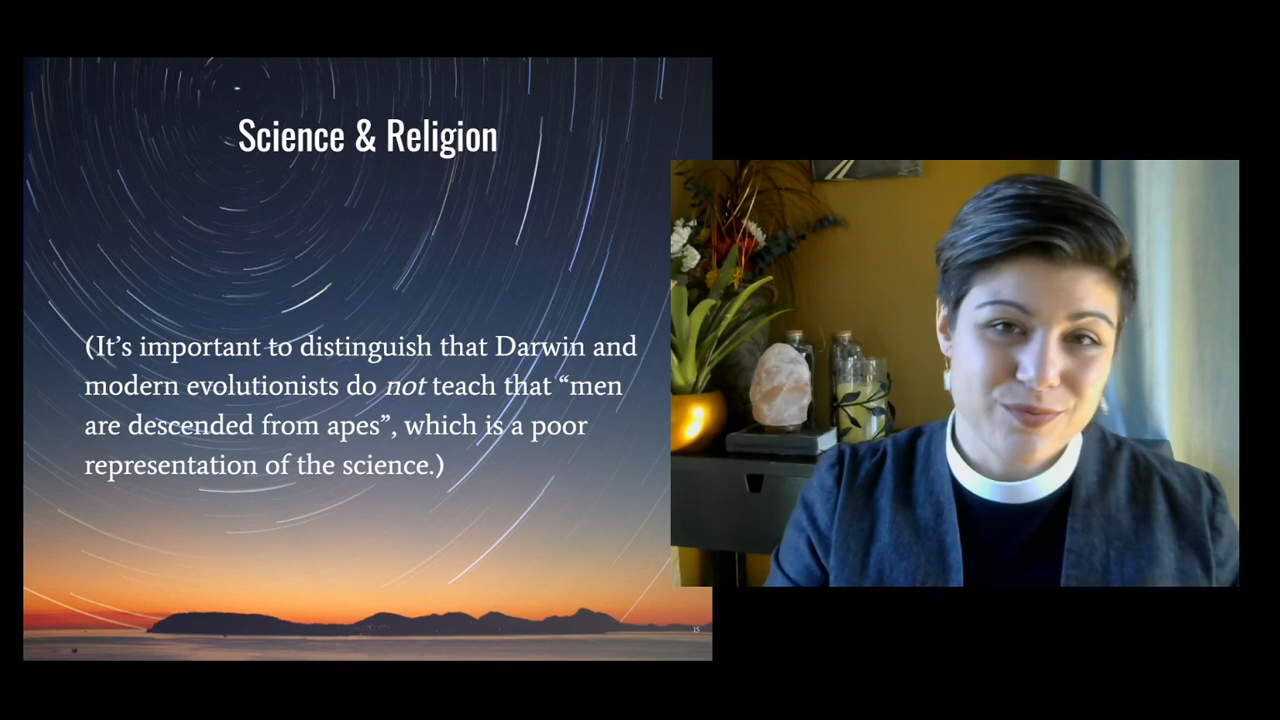 Science & Religion
(It’s important to distinguish that Darwin and
modern evolutionists do not teach that “men
are descended from apes”, which is a poor
representation of the science.)
15